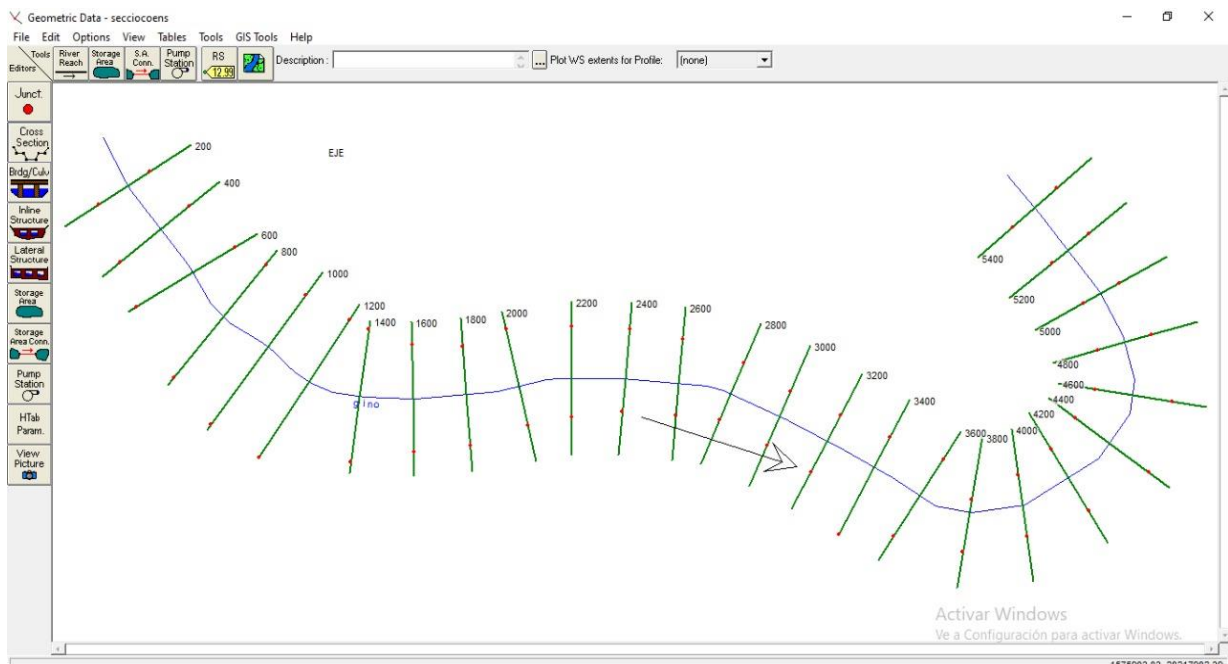 Geometric Data - secciocoens
File Edit Options View Tables Tools GIS Tools Help
Tools
Editors
River Reach
Storage Area
S.A. Conn.
Pump Station
RS
12.99
Description :
...
Plot WS extents for Profile:
(none)
Junct.
Cross Section
Brdg/Culv
Inline Structure
Lateral Structure
Storage Area
Storage Area Conn.
Pump Station
HTab Param.
View Picture
EJE
200
400
600
800
1000
1200
1400
1600
1800
2000
2200
2400
2600
2800
3000
3200
3400
3600
3800
4000
4200
4400
4600
4800
5000
5200
5400
Activar Windows
Ve a Configuración para activar Windows.